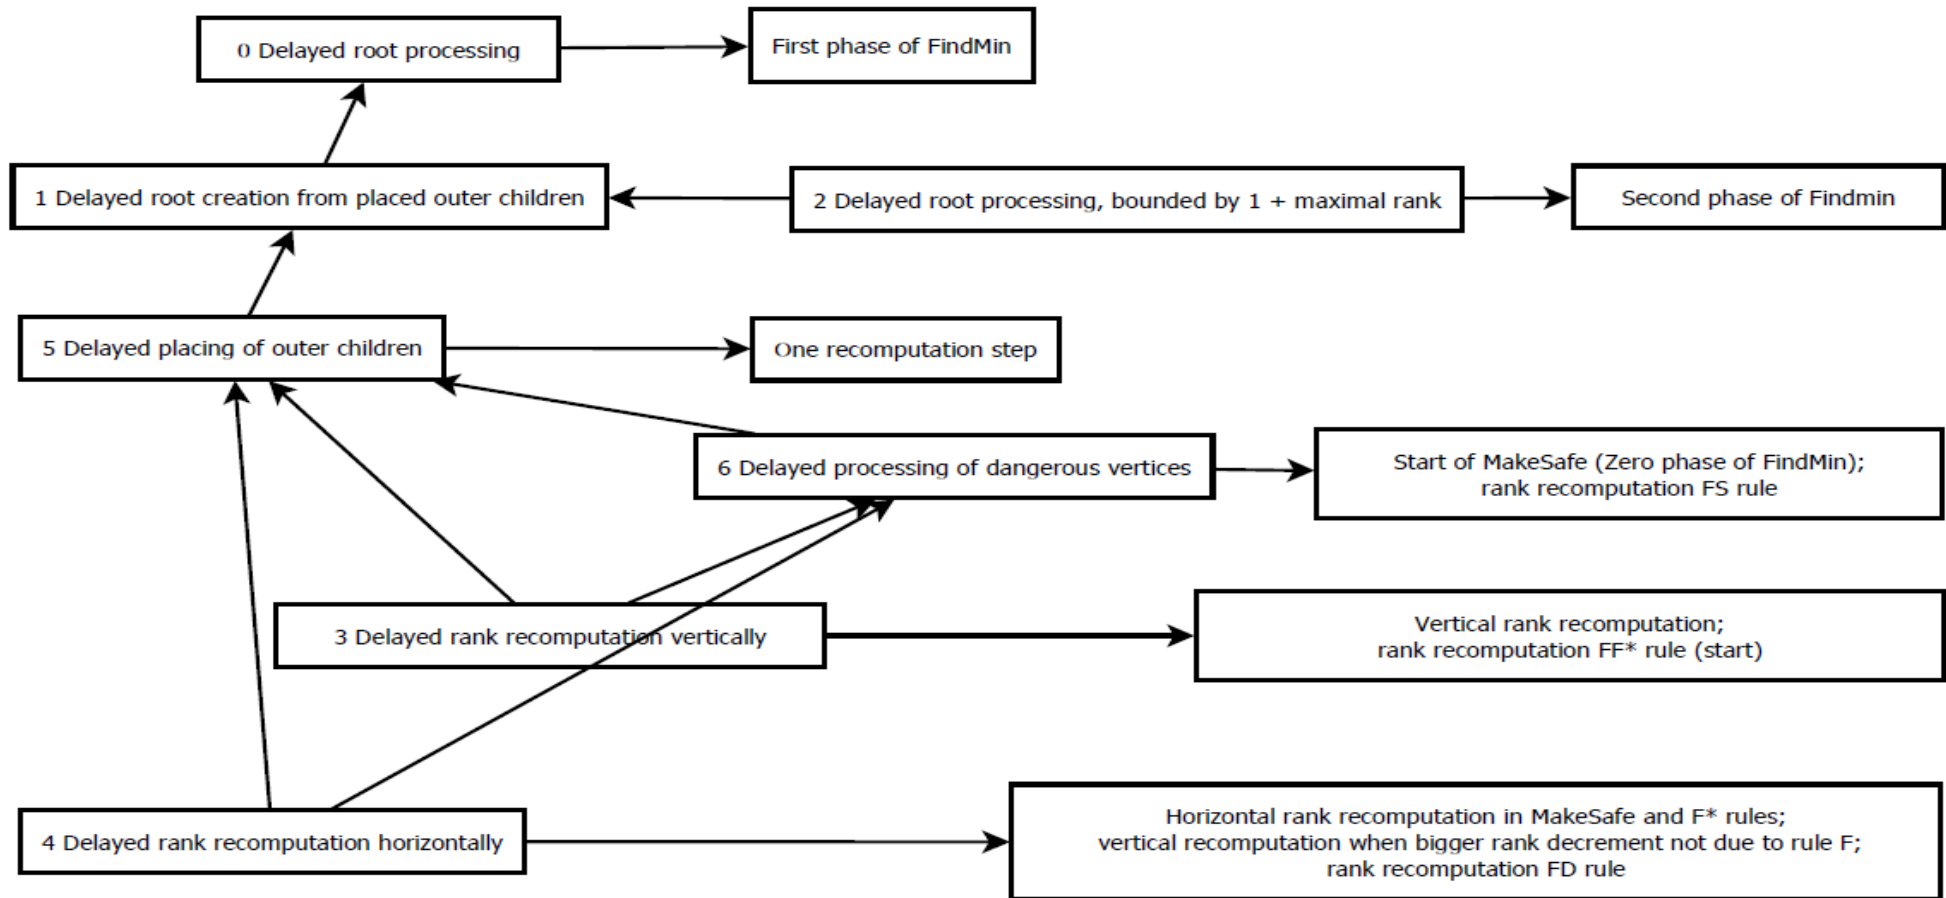 0 Delayed root processing
First phase of FindMin
1 Delayed root creation from placed outer children
2 Delayed root processing, bounded by 1 + maximal rank
Second phase of Findmin
5 Delayed placing of outer children
One recomputation step
6 Delayed processing of dangerous vertices
Start of MakeSafe (Zero phase of FindMin);
rank recomputation FS rule
3 Delayed rank recomputation vertically
Vertical rank recomputation;
rank recomputation FF* rule (start)
4 Delayed rank recomputation horizontally
Horizontal rank recomputation in MakeSafe and F* rules;
vertical recomputation when bigger rank decrement not due to rule F;
rank recomputation FD rule